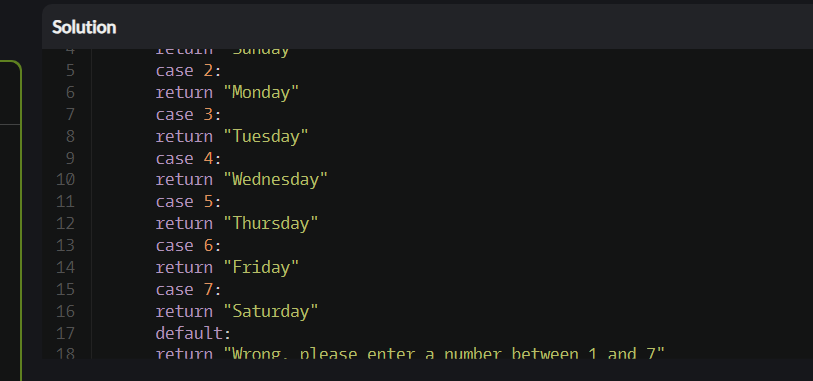 Solution
4 return "Sunday
5 case 2:
6 return "Monday"
7 case 3:
8 return "Tuesday"
9 case 4:
10 return "Wednesday"
11 case 5:
12 return "Thursday"
13 case 6:
14 return "Friday"
15 case 7:
16 return "Saturday"
17 default:
18 return "Wrong, please enter a number between 1 and 7"